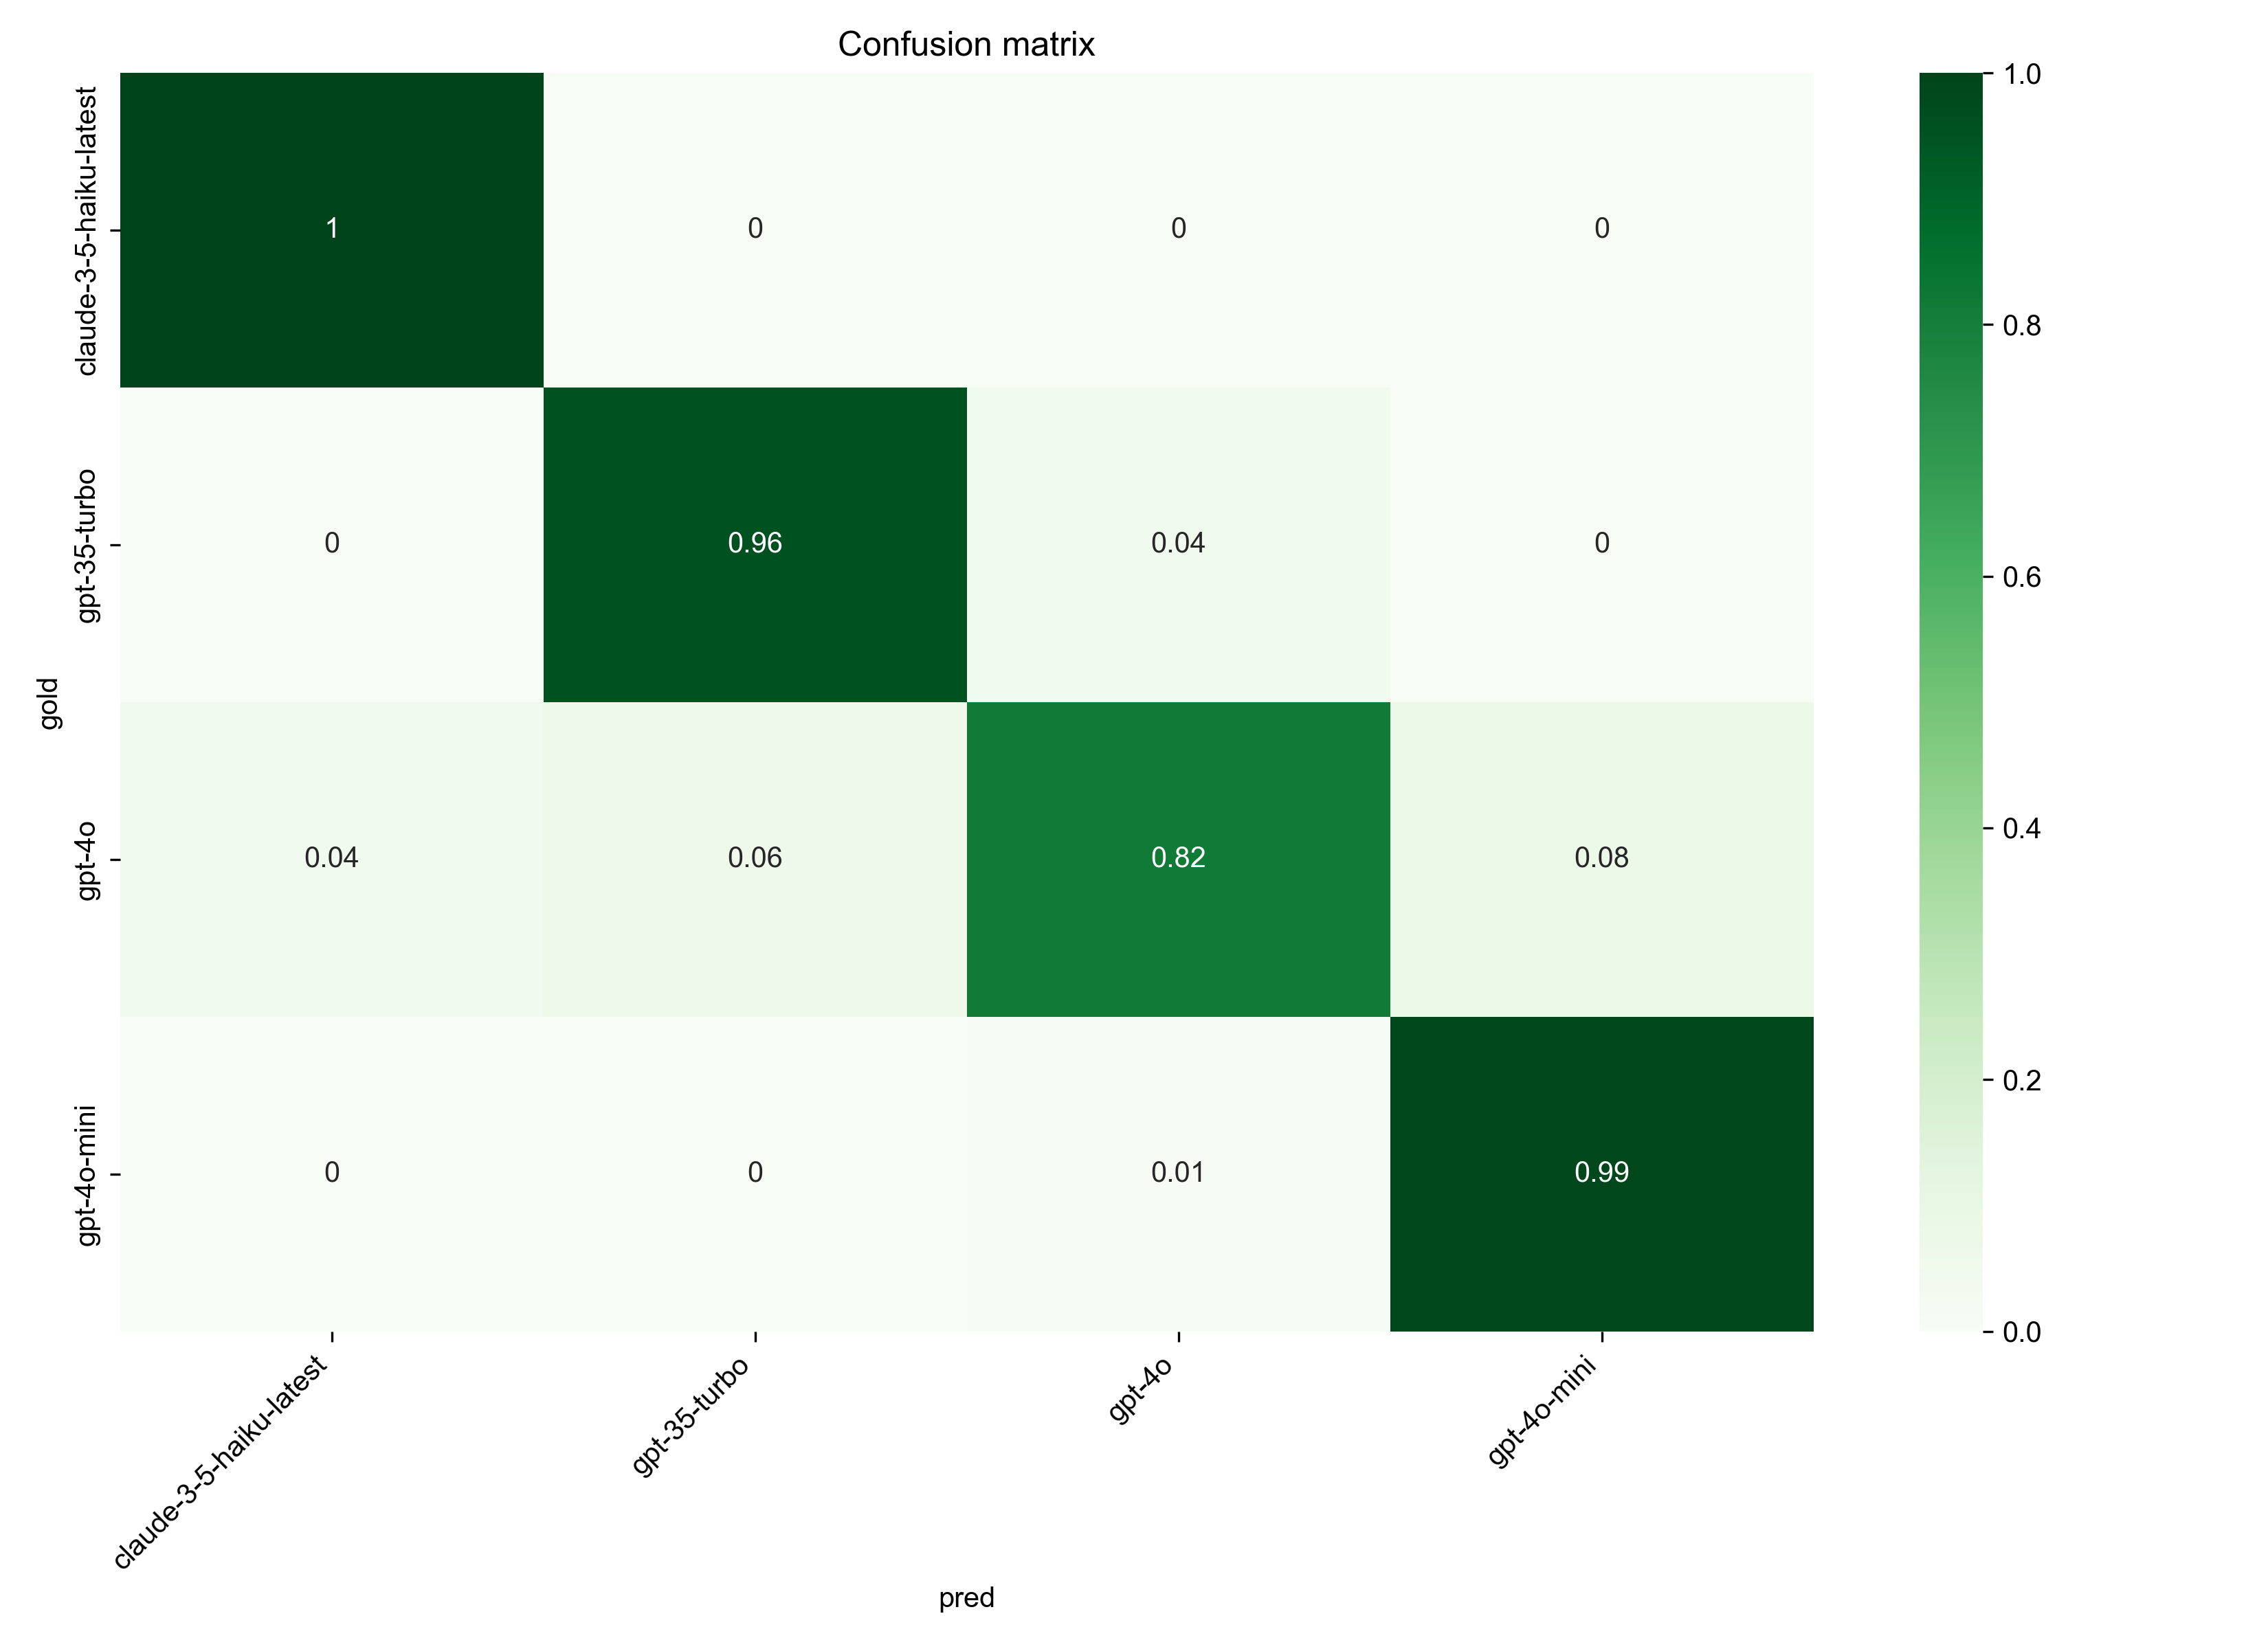 Confusion matrix
claude-3-5-haiku-latest
1
0
0
0
gpt-35-turbo
0
0.96
0.04
0
gold
gpt-4o
0.04
0.06
0.82
0.08
gpt-4o-mini
0
0
0.01
0.99
claude-3-5-haiku-latest
gpt-35-turbo
gpt-4o
gpt-4o-mini
pred
1.0
0.8
0.6
0.4
0.2
0.0